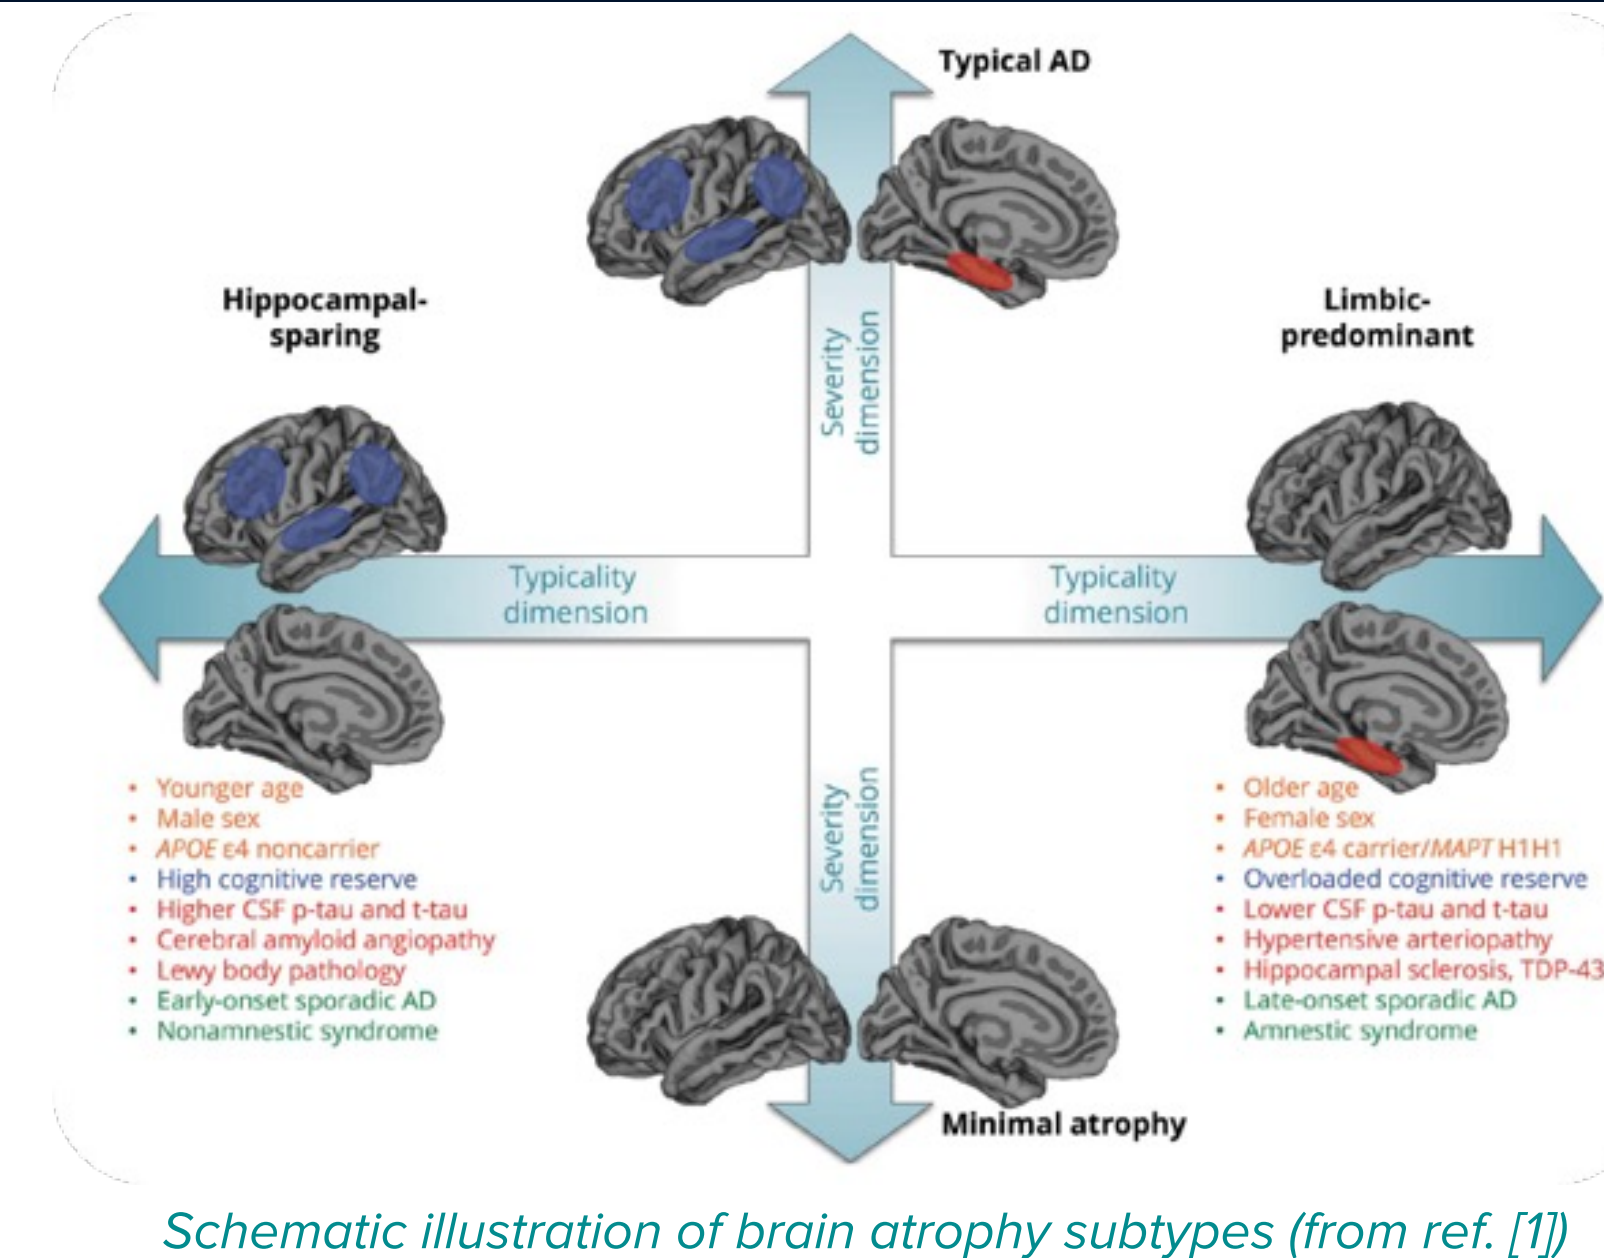 Typical AD
Hippocampal-
sparing
Limbic-
predominant
Severity
dimension
Typicality
dimension
Typicality
dimension
Severity
dimension
• Younger age
• Male sex
• APOE ε4 noncarrier
• High cognitive reserve
• Higher CSF p-tau and t-tau
• Cerebral amyloid angiopathy
• Lewy body pathology
• Early-onset sporadic AD
• Nonamnestic syndrome
• Older age
• Female sex
• APOE ε4 carrier/MAPT H1H1
• Overloaded cognitive reserve
• Lower CSF p-tau and t-tau
• Hypertensive arteriopathy
• Hippocampal sclerosis, TDP-43
• Late-onset sporadic AD
• Amnestic syndrome
Minimal atrophy
Schematic illustration of brain atrophy subtypes (from ref. [1])